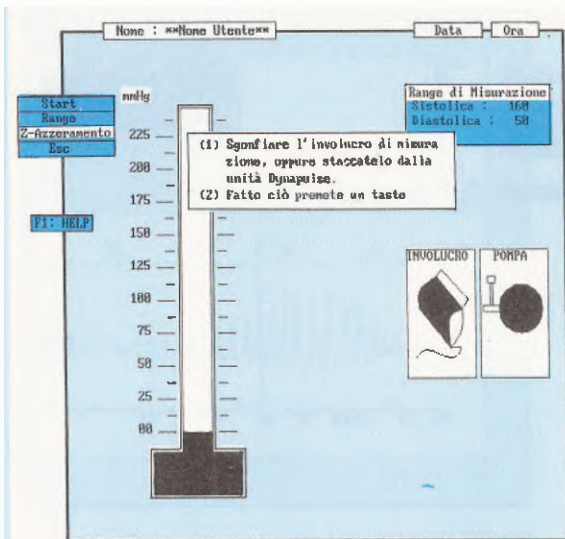 Nome : **Nome Utente**
Data
Ora
Start
Range
Z-Azzeramento
Esc
F1: HELP
mmHg
225
200
175
150
125
100
75
50
25
00
(1) Sgonfiare l'involucro di misura
zione, oppure staccatelo dalla
unità Dynapulse.
(2) Fatto ciò premete un tasto
Range di Misurazione
Sistolica : 160
Diastolica : 50
INVOLUCRO
POMPA